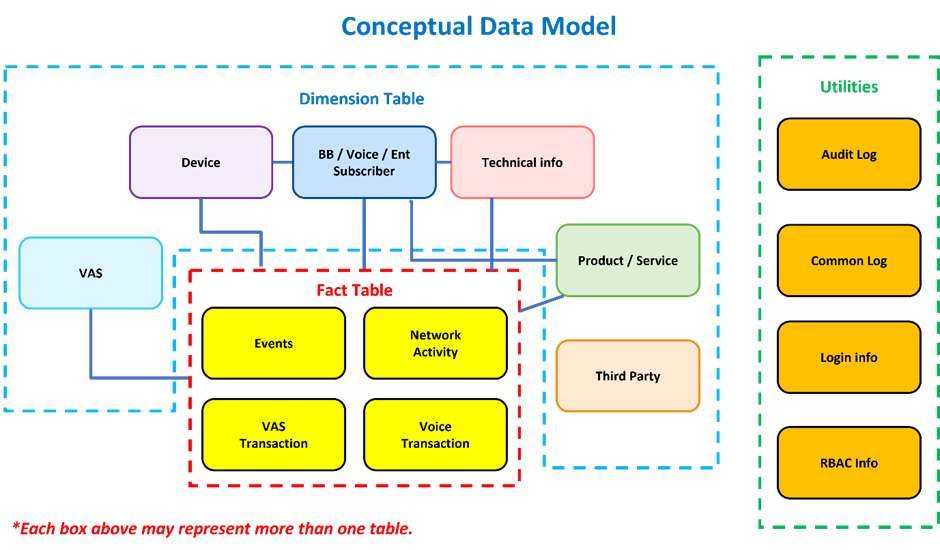 Conceptual Data Model
Dimension Table
Utilities
Device
BB / Voice / Ent
Subscriber
Technical info
Audit Log
VAS
Product / Service
Common Log
Fact Table
Events
Network
Activity
Third Party
Login info
VAS
Transaction
Voice
Transaction
RBAC Info
*Each box above may represent more than one table.